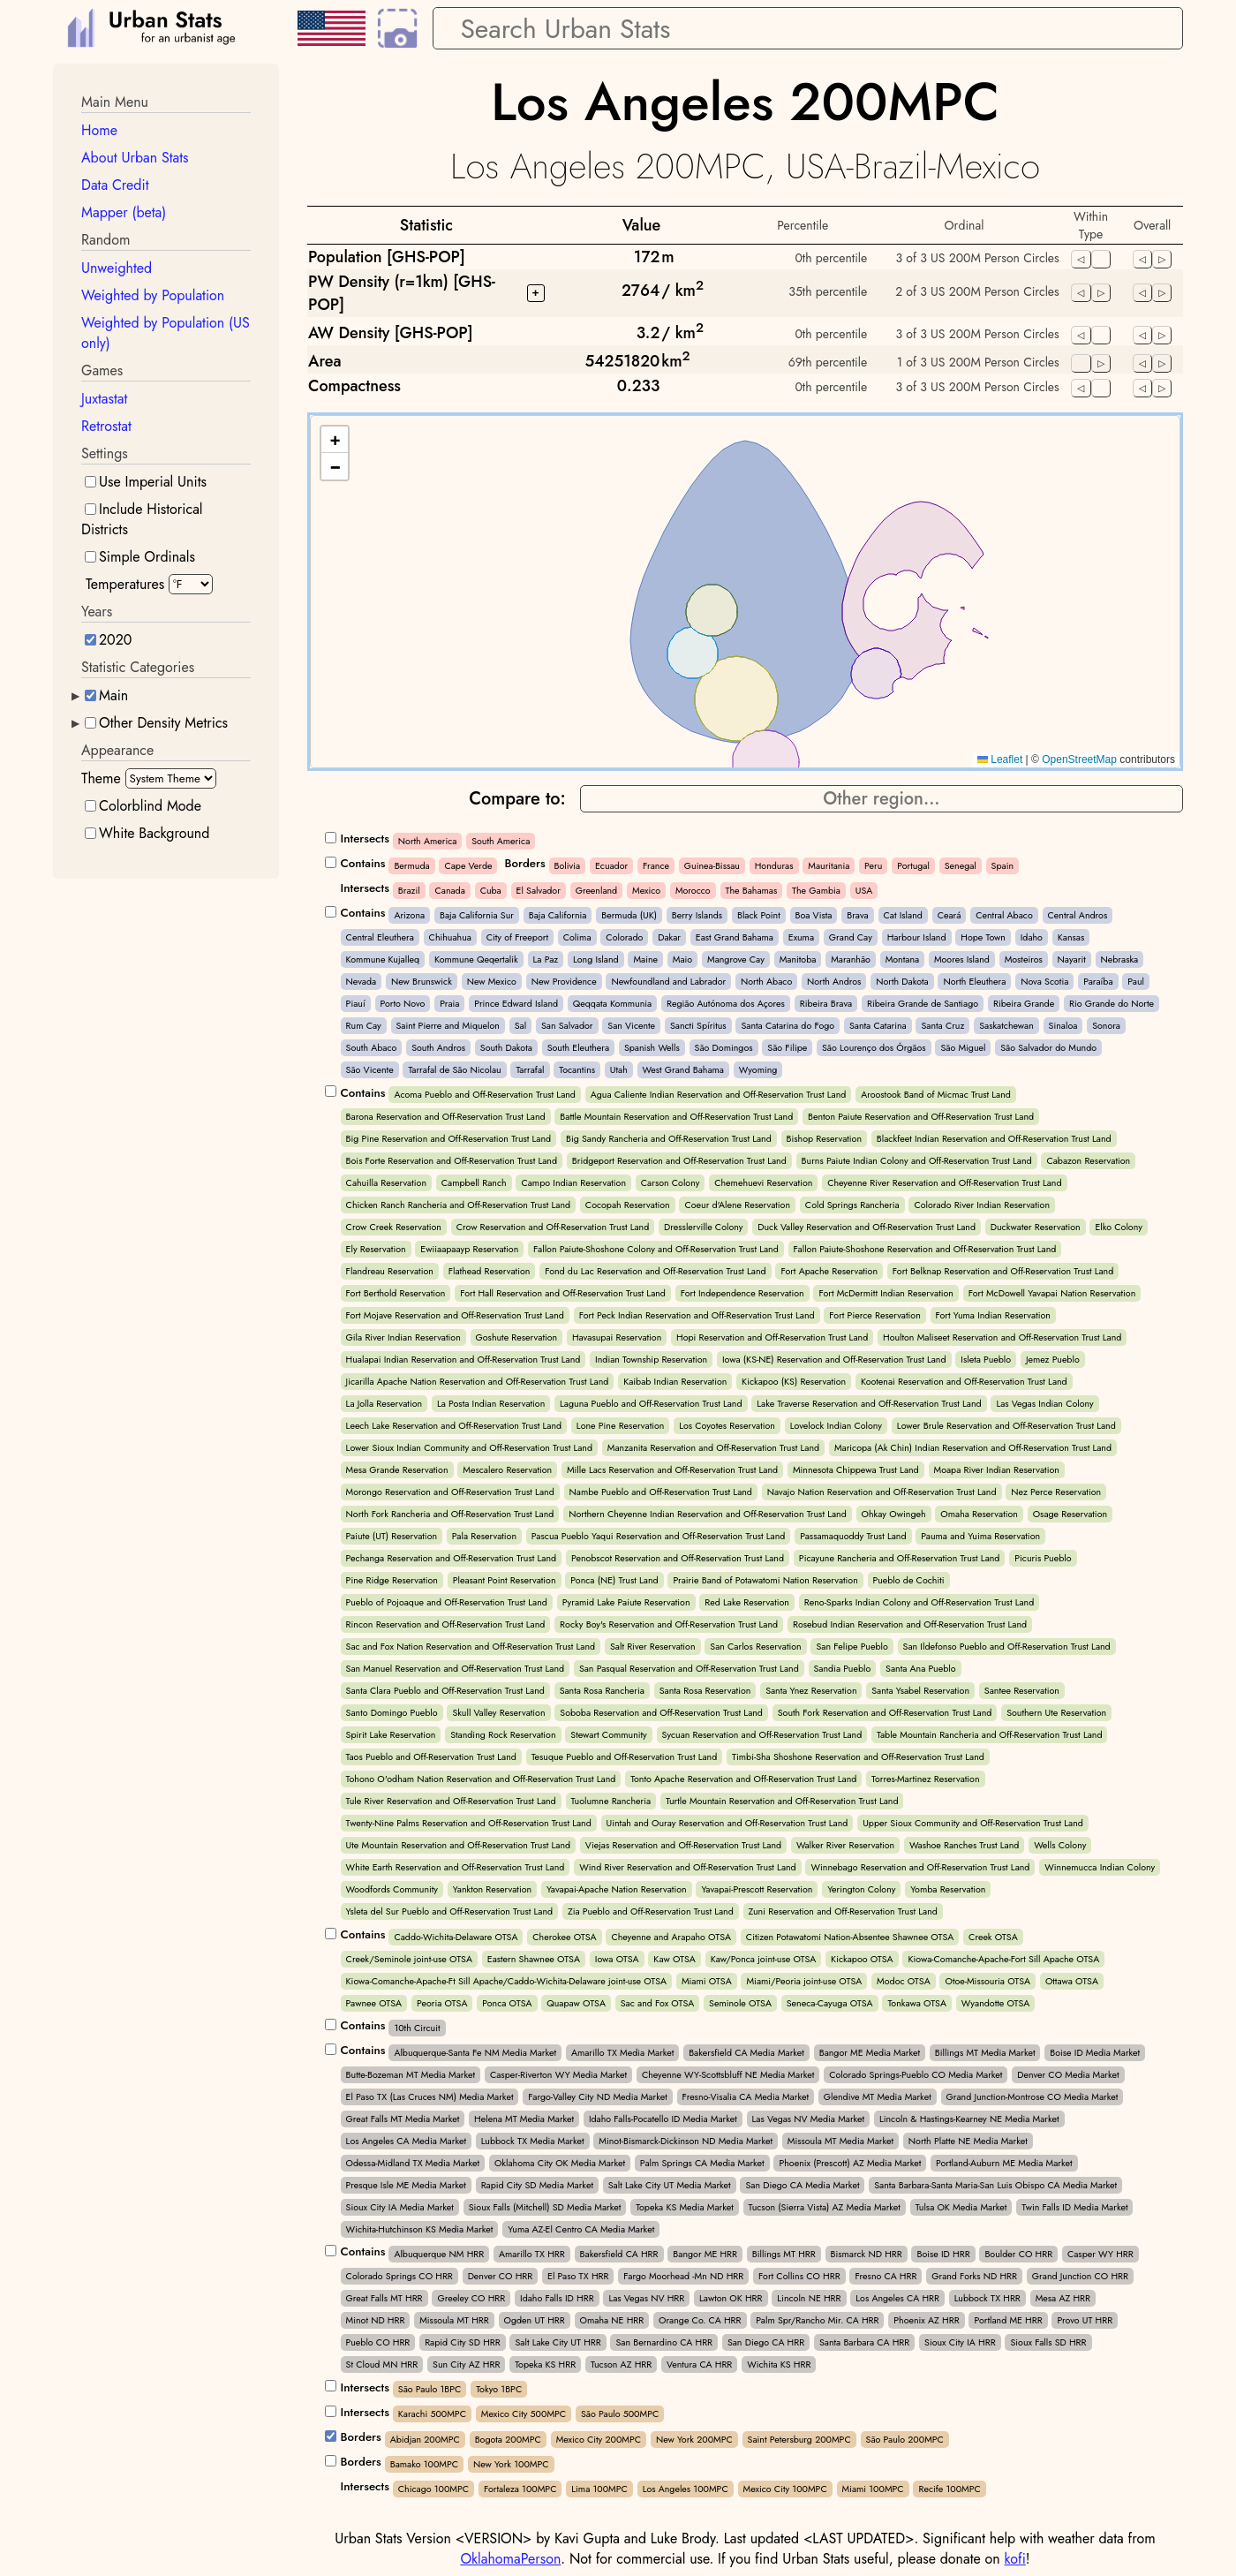 Urban Stats
for an urbanist age
Search Urban Stats
Main Menu
Home
About Urban Stats
Data Credit
Mapper (beta)
Random
Unweighted
Weighted by Population
Weighted by Population (US
only)
Games
Juxtastat
Retrostat
Settings
Use Imperial Units
Include Historical
Districts
Simple Ordinals
Temperatures °F
Years
2020
Statistic Categories
Main
Other Density Metrics
Appearance
Theme System Theme
Colorblind Mode
White Background
Los Angeles 200MPC
Los Angeles 200MPC, USA-Brazil-Mexico
Statistic Value Percentile Ordinal Within Type Overall
Population [GHS-POP] 172 m 0th percentile 3 of 3 US 200M Person Circles
PW Density (r=1km) [GHS-POP] + 2764 / km2 35th percentile 2 of 3 US 200M Person Circles
AW Density [GHS-POP] 3.2 / km2 0th percentile 3 of 3 US 200M Person Circles
Area 54251820 km2 69th percentile 1 of 3 US 200M Person Circles
Compactness 0.233 0th percentile 3 of 3 US 200M Person Circles
+
−
Leaflet | © OpenStreetMap contributors
Compare to: Other region...
Intersects North America South America
Contains Bermuda Cape Verde Borders Bolivia Ecuador France Guinea-Bissau Honduras Mauritania Peru Portugal Senegal Spain
Intersects Brazil Canada Cuba El Salvador Greenland Mexico Morocco The Bahamas The Gambia USA
Contains Arizona Baja California Sur Baja California Bermuda (UK) Berry Islands Black Point Boa Vista Brava Cat Island Ceará Central Abaco Central Andros
Central Eleuthera Chihuahua City of Freeport Colima Colorado Dakar East Grand Bahama Exuma Grand Cay Harbour Island Hope Town Idaho Kansas
Kommune Kujalleq Kommune Qeqertalik La Paz Long Island Maine Maio Mangrove Cay Manitoba Maranhão Montana Moores Island Mosteiros Nayarit Nebraska
Nevada New Brunswick New Mexico New Providence Newfoundland and Labrador North Abaco North Andros North Dakota North Eleuthera Nova Scotia Paraíba Paul
Piauí Porto Novo Praia Prince Edward Island Qeqqata Kommunia Região Autónoma dos Açores Ribeira Brava Ribeira Grande de Santiago Ribeira Grande Rio Grande do Norte
Rum Cay Saint Pierre and Miquelon Sal San Salvador San Vicente Sancti Spíritus Santa Catarina do Fogo Santa Catarina Santa Cruz Saskatchewan Sinaloa Sonora
South Abaco South Andros South Dakota South Eleuthera Spanish Wells São Domingos São Filipe São Lourenço dos Órgãos São Miguel São Salvador do Mundo
São Vicente Tarrafal de São Nicolau Tarrafal Tocantins Utah West Grand Bahama Wyoming
Contains Acoma Pueblo and Off-Reservation Trust Land Agua Caliente Indian Reservation and Off-Reservation Trust Land Aroostook Band of Micmac Trust Land
Barona Reservation and Off-Reservation Trust Land Battle Mountain Reservation and Off-Reservation Trust Land Benton Paiute Reservation and Off-Reservation Trust Land
Big Pine Reservation and Off-Reservation Trust Land Big Sandy Rancheria and Off-Reservation Trust Land Bishop Reservation Blackfeet Indian Reservation and Off-Reservation Trust Land
Bois Forte Reservation and Off-Reservation Trust Land Bridgeport Reservation and Off-Reservation Trust Land Burns Paiute Indian Colony and Off-Reservation Trust Land Cabazon Reservation
Cahuilla Reservation Campbell Ranch Campo Indian Reservation Carson Colony Chemehuevi Reservation Cheyenne River Reservation and Off-Reservation Trust Land
Chicken Ranch Rancheria and Off-Reservation Trust Land Cocopah Reservation Coeur d'Alene Reservation Cold Springs Rancheria Colorado River Indian Reservation
Crow Creek Reservation Crow Reservation and Off-Reservation Trust Land Dresslerville Colony Duck Valley Reservation and Off-Reservation Trust Land Duckwater Reservation Elko Colony
Ely Reservation Ewiiaapaayp Reservation Fallon Paiute-Shoshone Colony and Off-Reservation Trust Land Fallon Paiute-Shoshone Reservation and Off-Reservation Trust Land
Flandreau Reservation Flathead Reservation Fond du Lac Reservation and Off-Reservation Trust Land Fort Apache Reservation Fort Belknap Reservation and Off-Reservation Trust Land
Fort Berthold Reservation Fort Hall Reservation and Off-Reservation Trust Land Fort Independence Reservation Fort McDermitt Indian Reservation Fort McDowell Yavapai Nation Reservation
Fort Mojave Reservation and Off-Reservation Trust Land Fort Peck Indian Reservation and Off-Reservation Trust Land Fort Pierce Reservation Fort Yuma Indian Reservation
Gila River Indian Reservation Goshute Reservation Havasupai Reservation Hopi Reservation and Off-Reservation Trust Land Houlton Maliseet Reservation and Off-Reservation Trust Land
Hualapai Indian Reservation and Off-Reservation Trust Land Indian Township Reservation Iowa (KS-NE) Reservation and Off-Reservation Trust Land Isleta Pueblo Jemez Pueblo
Jicarilla Apache Nation Reservation and Off-Reservation Trust Land Kaibab Indian Reservation Kickapoo (KS) Reservation Kootenai Reservation and Off-Reservation Trust Land
La Jolla Reservation La Posta Indian Reservation Laguna Pueblo and Off-Reservation Trust Land Lake Traverse Reservation and Off-Reservation Trust Land Las Vegas Indian Colony
Leech Lake Reservation and Off-Reservation Trust Land Lone Pine Reservation Los Coyotes Reservation Lovelock Indian Colony Lower Brule Reservation and Off-Reservation Trust Land
Lower Sioux Indian Community and Off-Reservation Trust Land Manzanita Reservation and Off-Reservation Trust Land Maricopa (Ak Chin) Indian Reservation and Off-Reservation Trust Land
Mesa Grande Reservation Mescalero Reservation Mille Lacs Reservation and Off-Reservation Trust Land Minnesota Chippewa Trust Land Moapa River Indian Reservation
Morongo Reservation and Off-Reservation Trust Land Nambe Pueblo and Off-Reservation Trust Land Navajo Nation Reservation and Off-Reservation Trust Land Nez Perce Reservation
North Fork Rancheria and Off-Reservation Trust Land Northern Cheyenne Indian Reservation and Off-Reservation Trust Land Ohkay Owingeh Omaha Reservation Osage Reservation
Paiute (UT) Reservation Pala Reservation Pascua Pueblo Yaqui Reservation and Off-Reservation Trust Land Passamaquoddy Trust Land Pauma and Yuima Reservation
Pechanga Reservation and Off-Reservation Trust Land Penobscot Reservation and Off-Reservation Trust Land Picayune Rancheria and Off-Reservation Trust Land Picuris Pueblo
Pine Ridge Reservation Pleasant Point Reservation Ponca (NE) Trust Land Prairie Band of Potawatomi Nation Reservation Pueblo de Cochiti
Pueblo of Pojoaque and Off-Reservation Trust Land Pyramid Lake Paiute Reservation Red Lake Reservation Reno-Sparks Indian Colony and Off-Reservation Trust Land
Rincon Reservation and Off-Reservation Trust Land Rocky Boy's Reservation and Off-Reservation Trust Land Rosebud Indian Reservation and Off-Reservation Trust Land
Sac and Fox Nation Reservation and Off-Reservation Trust Land Salt River Reservation San Carlos Reservation San Felipe Pueblo San Ildefonso Pueblo and Off-Reservation Trust Land
San Manuel Reservation and Off-Reservation Trust Land San Pasqual Reservation and Off-Reservation Trust Land Sandia Pueblo Santa Ana Pueblo
Santa Clara Pueblo and Off-Reservation Trust Land Santa Rosa Rancheria Santa Rosa Reservation Santa Ynez Reservation Santa Ysabel Reservation Santee Reservation
Santo Domingo Pueblo Skull Valley Reservation Soboba Reservation and Off-Reservation Trust Land South Fork Reservation and Off-Reservation Trust Land Southern Ute Reservation
Spirit Lake Reservation Standing Rock Reservation Stewart Community Sycuan Reservation and Off-Reservation Trust Land Table Mountain Rancheria and Off-Reservation Trust Land
Taos Pueblo and Off-Reservation Trust Land Tesuque Pueblo and Off-Reservation Trust Land Timbi-Sha Shoshone Reservation and Off-Reservation Trust Land
Tohono O'odham Nation Reservation and Off-Reservation Trust Land Tonto Apache Reservation and Off-Reservation Trust Land Torres-Martinez Reservation
Tule River Reservation and Off-Reservation Trust Land Tuolumne Rancheria Turtle Mountain Reservation and Off-Reservation Trust Land
Twenty-Nine Palms Reservation and Off-Reservation Trust Land Uintah and Ouray Reservation and Off-Reservation Trust Land Upper Sioux Community and Off-Reservation Trust Land
Ute Mountain Reservation and Off-Reservation Trust Land Viejas Reservation and Off-Reservation Trust Land Walker River Reservation Washoe Ranches Trust Land Wells Colony
White Earth Reservation and Off-Reservation Trust Land Wind River Reservation and Off-Reservation Trust Land Winnebago Reservation and Off-Reservation Trust Land Winnemucca Indian Colony
Woodfords Community Yankton Reservation Yavapai-Apache Nation Reservation Yavapai-Prescott Reservation Yerington Colony Yomba Reservation
Ysleta del Sur Pueblo and Off-Reservation Trust Land Zia Pueblo and Off-Reservation Trust Land Zuni Reservation and Off-Reservation Trust Land
Contains Caddo-Wichita-Delaware OTSA Cherokee OTSA Cheyenne and Arapaho OTSA Citizen Potawatomi Nation-Absentee Shawnee OTSA Creek OTSA
Creek/Seminole joint-use OTSA Eastern Shawnee OTSA Iowa OTSA Kaw OTSA Kaw/Ponca joint-use OTSA Kickapoo OTSA Kiowa-Comanche-Apache-Fort Sill Apache OTSA
Kiowa-Comanche-Apache-Ft Sill Apache/Caddo-Wichita-Delaware joint-use OTSA Miami OTSA Miami/Peoria joint-use OTSA Modoc OTSA Otoe-Missouria OTSA Ottawa OTSA
Pawnee OTSA Peoria OTSA Ponca OTSA Quapaw OTSA Sac and Fox OTSA Seminole OTSA Seneca-Cayuga OTSA Tonkawa OTSA Wyandotte OTSA
Contains 10th Circuit
Contains Albuquerque-Santa Fe NM Media Market Amarillo TX Media Market Bakersfield CA Media Market Bangor ME Media Market Billings MT Media Market Boise ID Media Market
Butte-Bozeman MT Media Market Casper-Riverton WY Media Market Cheyenne WY-Scottsbluff NE Media Market Colorado Springs-Pueblo CO Media Market Denver CO Media Market
El Paso TX (Las Cruces NM) Media Market Fargo-Valley City ND Media Market Fresno-Visalia CA Media Market Glendive MT Media Market Grand Junction-Montrose CO Media Market
Great Falls MT Media Market Helena MT Media Market Idaho Falls-Pocatello ID Media Market Las Vegas NV Media Market Lincoln & Hastings-Kearney NE Media Market
Los Angeles CA Media Market Lubbock TX Media Market Minot-Bismarck-Dickinson ND Media Market Missoula MT Media Market North Platte NE Media Market
Odessa-Midland TX Media Market Oklahoma City OK Media Market Palm Springs CA Media Market Phoenix (Prescott) AZ Media Market Portland-Auburn ME Media Market
Presque Isle ME Media Market Rapid City SD Media Market Salt Lake City UT Media Market San Diego CA Media Market Santa Barbara-Santa Maria-San Luis Obispo CA Media Market
Sioux City IA Media Market Sioux Falls (Mitchell) SD Media Market Topeka KS Media Market Tucson (Sierra Vista) AZ Media Market Tulsa OK Media Market Twin Falls ID Media Market
Wichita-Hutchinson KS Media Market Yuma AZ-El Centro CA Media Market
Contains Albuquerque NM HRR Amarillo TX HRR Bakersfield CA HRR Bangor ME HRR Billings MT HRR Bismarck ND HRR Boise ID HRR Boulder CO HRR Casper WY HRR
Colorado Springs CO HRR Denver CO HRR El Paso TX HRR Fargo Moorhead -Mn ND HRR Fort Collins CO HRR Fresno CA HRR Grand Forks ND HRR Grand Junction CO HRR
Great Falls MT HRR Greeley CO HRR Idaho Falls ID HRR Las Vegas NV HRR Lawton OK HRR Lincoln NE HRR Los Angeles CA HRR Lubbock TX HRR Mesa AZ HRR
Minot ND HRR Missoula MT HRR Ogden UT HRR Omaha NE HRR Orange Co. CA HRR Palm Spr/Rancho Mir. CA HRR Phoenix AZ HRR Portland ME HRR Provo UT HRR
Pueblo CO HRR Rapid City SD HRR Salt Lake City UT HRR San Bernardino CA HRR San Diego CA HRR Santa Barbara CA HRR Sioux City IA HRR Sioux Falls SD HRR
St Cloud MN HRR Sun City AZ HRR Topeka KS HRR Tucson AZ HRR Ventura CA HRR Wichita KS HRR
Intersects São Paulo 1BPC Tokyo 1BPC
Intersects Karachi 500MPC Mexico City 500MPC São Paulo 500MPC
Borders Abidjan 200MPC Bogota 200MPC Mexico City 200MPC New York 200MPC Saint Petersburg 200MPC São Paulo 200MPC
Borders Bamako 100MPC New York 100MPC
Intersects Chicago 100MPC Fortaleza 100MPC Lima 100MPC Los Angeles 100MPC Mexico City 100MPC Miami 100MPC Recife 100MPC
Urban Stats Version <VERSION> by Kavi Gupta and Luke Brody. Last updated <LAST UPDATED>. Significant help with weather data from
OklahomaPerson. Not for commercial use. If you find Urban Stats useful, please donate on kofi!